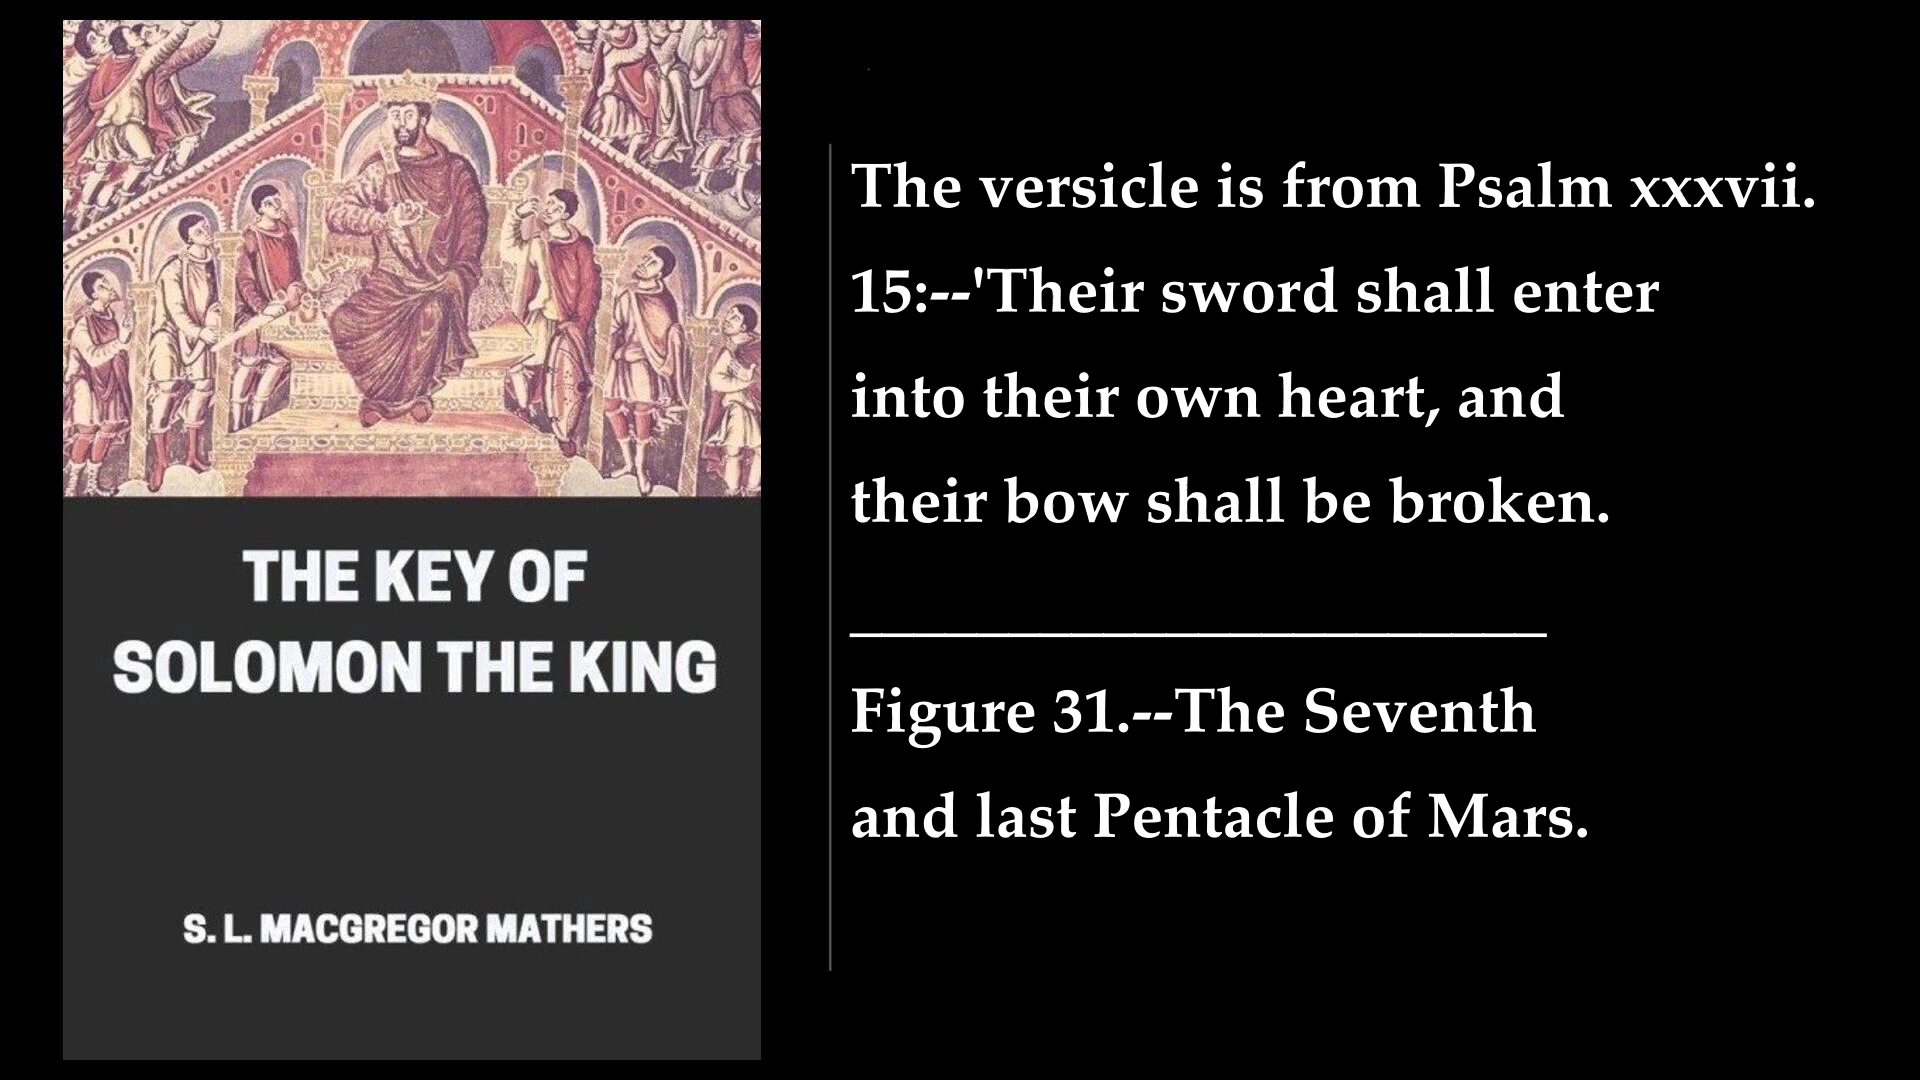 THE KEY OF
SOLOMON THE KING
S. L. MACGREGOR MATHERS
The versicle is from Psalm xxxvii.
15:--'Their sword shall enter
into their own heart, and
their bow shall be broken.
______________________
Figure 31.--The Seventh
and last Pentacle of Mars.